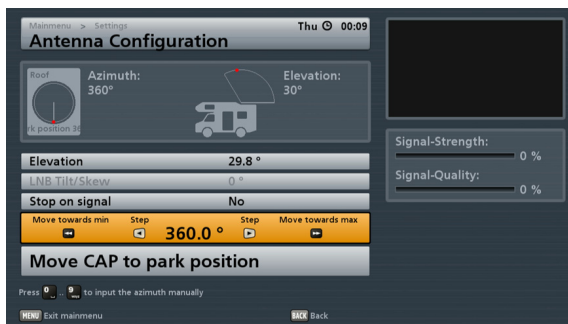 Mainmenu > Settings
Thu 00:09
Antenna Configuration
Roof
Azimuth:
360°
Elevation:
30°
rk position 36
Signal-Strength:
0 %
Signal-Quality:
0 %
Elevation 29.8 °
LNB Tilt/Skew 0 °
Stop on signal No
Move towards min Step Step Move towards max
360.0 °
Move CAP to park position
Press 0 .. 9 to input the azimuth manually
MENU Exit mainmenu BACK Back